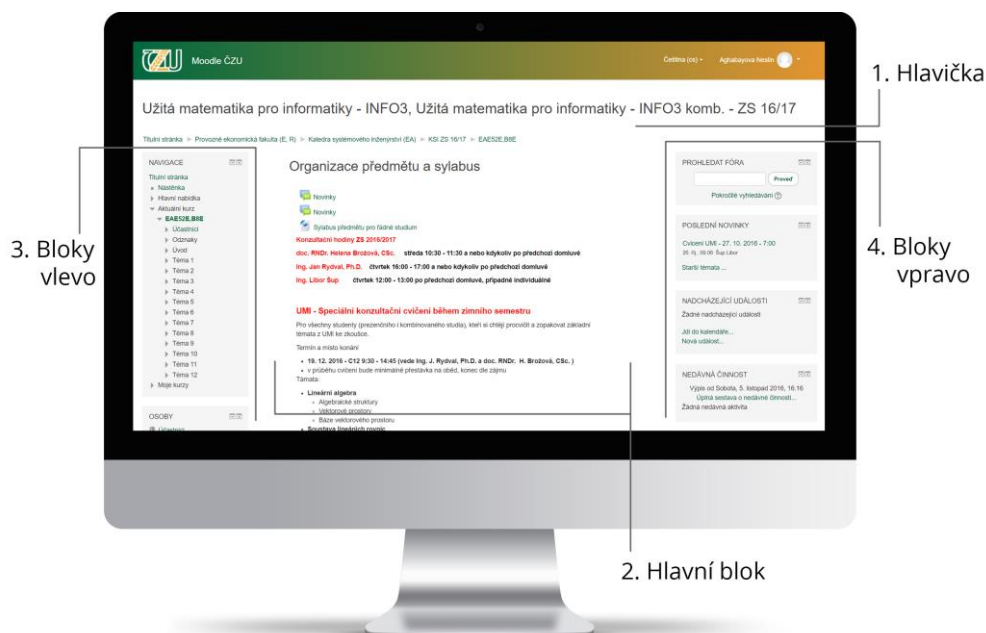 ČZU
Moodle ČZU
Čeština (cs)
Aghabayova Neslin
1. Hlavička
Užitá matematika pro informatiky - INFO3, Užitá matematika pro informatiky - INFO3 komb. - ZS 16/17
Titulní stránka ► Provozně ekonomická fakulta (E, R) ► Katedra systémového inženýrství (EA) ► KSI ZS 16/17 ► EAE52E,B8E
3. Bloky
vlevo
NAVIGACE
Titulní stránka
Nástěnka
Hlavní nabídka
Aktuální kurz
EAE52E,B8E
Účastníci
Odznaky
Úvod
Téma 1
Téma 2
Téma 3
Téma 4
Téma 5
Téma 6
Téma 7
Téma 8
Téma 9
Téma 10
Téma 11
Téma 12
Moje kurzy
OSOBY
Účastníci
Organizace předmětu a sylabus
Novinky
Novinky
Sylabus předmětu pro řádné studium
Konzultační hodiny ZS 2016/2017
doc. RNDr. Helena Brožová, CSc. středa 10:30 - 11:30 a nebo kdykoliv po předchozí domluvě
Ing. Jan Rydval, Ph.D. čtvrtek 16:00 - 17:00 a nebo kdykoliv po předchozí domluvě
Ing. Libor Šup čtvrtek 12:00 - 13:00 po předchozí domluvě, případně individuálně
UMI - Speciální konzultační cvičení během zimního semestru
Pro všechny studenty (prezenčního i kombinovaného studia), kteří si chtějí procvičit a zopakovat základní
témata z UMI ke zkoušce.
Termín a místo konání
• 19. 12. 2016 - C12 9:30 - 14:45 (vede Ing. J. Rydval, Ph.D. a doc. RNDr. H. Brožová, CSc. )
• v průběhu cvičení bude minimálně přestávka na oběd, konec dle zájmu
Témata:
• Lineární algebra
Algebraické struktury
Vektorové prostory
Báze vektorového prostoru
• Soustava lineárních rovnic
PROHLEDAT FÓRA
Proveď
Pokročilé vyhledávání
POSLEDNÍ NOVINKY
Cvičení UMI - 27. 10. 2016 - 7:00
Šup Libor
Starší témata ...
NADCHÁZEJÍCÍ UDÁLOSTI
Žádné nadcházející události
Jdi do kalendáře...
Nová událost...
NEDÁVNÁ ČINNOST
Výpis od Sobota, 5. listopad 2016, 16.16
Úplná sestava o nedávné činnosti...
Žádná nedávná aktivita
4. Bloky
vpravo
2. Hlavní blok